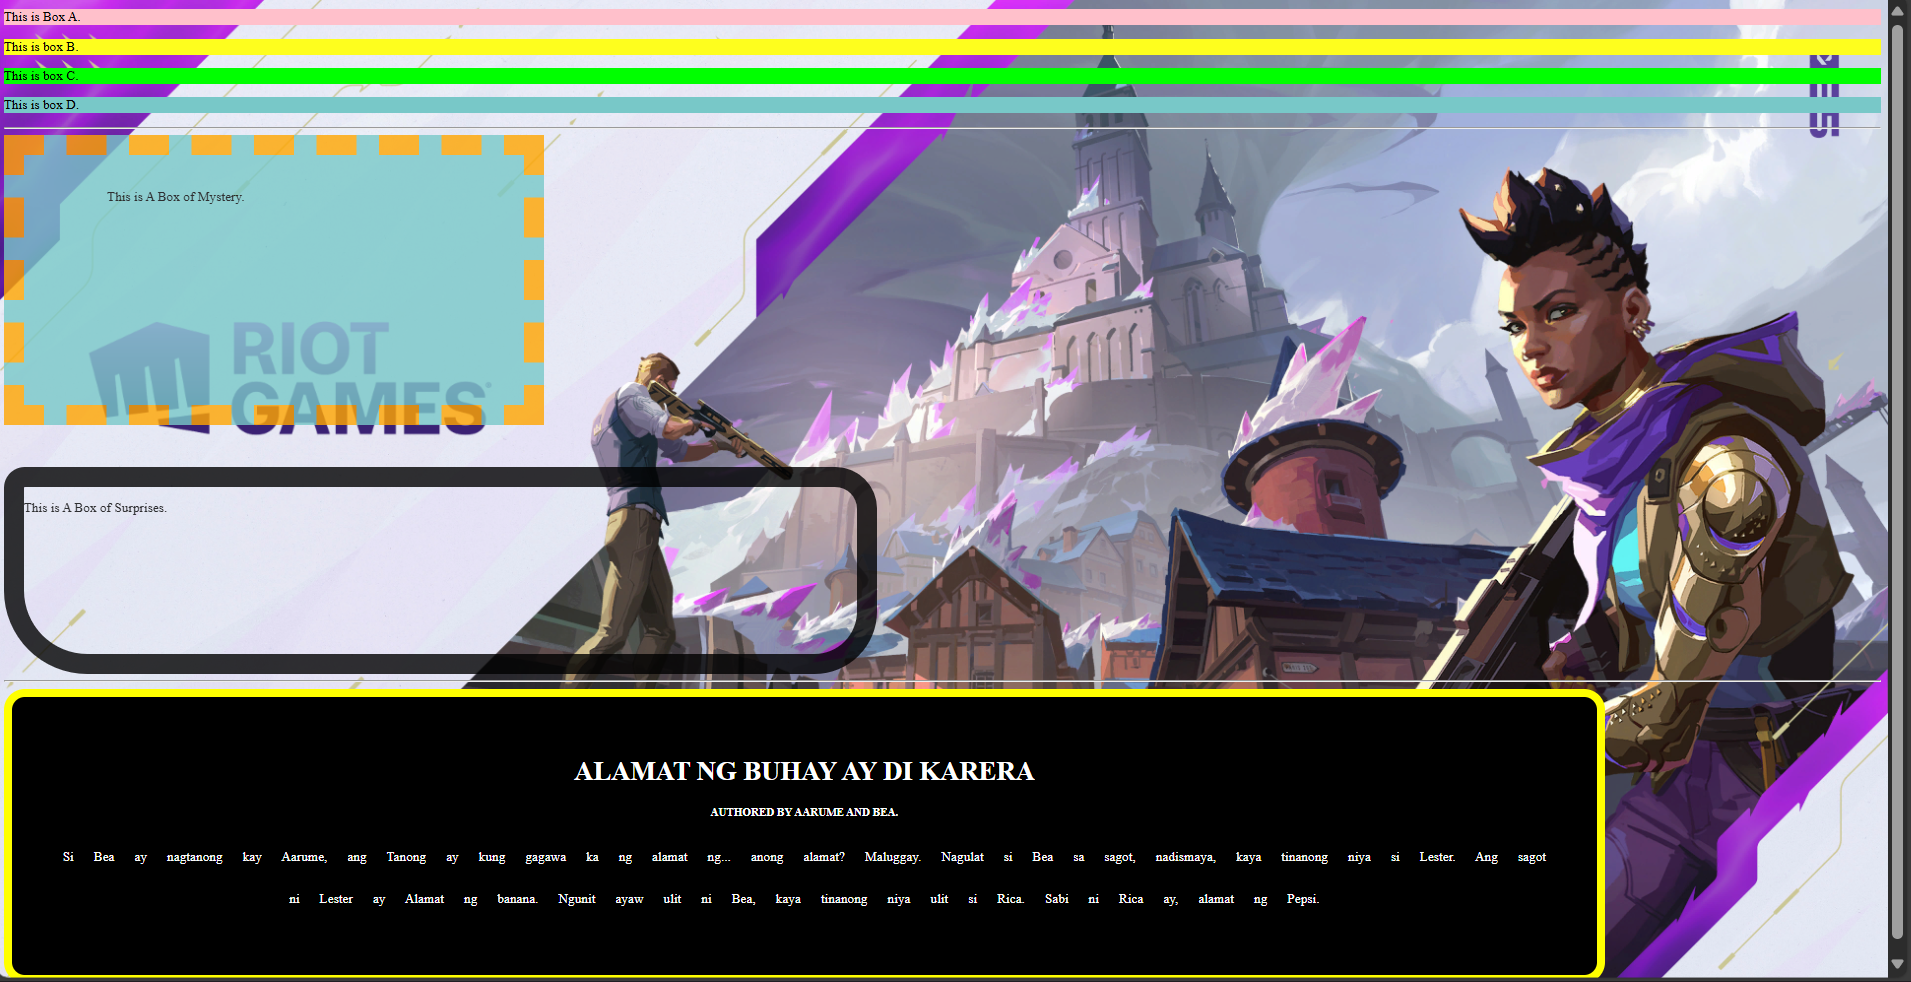 This is Box A.
This is box B.
This is box C.
This is box D.
This is A Box of Mystery.
RIOT
GAMES
This is A Box of Surprises.
ALAMAT NG BUHAY AY DI KARERA
AUTHORED BY AARUME AND BEA.
Si Bea ay nagtanong kay Aarume, ang Tanong ay kung gagawa ka ng alamat ng... anong alamat? Maluggay. Nagulat si Bea sa sagot, nadismaya, kaya tinanong niya si Lester. Ang sagot
ni Lester ay Alamat ng banana. Ngunit ayaw ulit ni Bea, kaya tinanong niya ulit si Rica. Sabi ni Rica ay, alamat ng Pepsi.